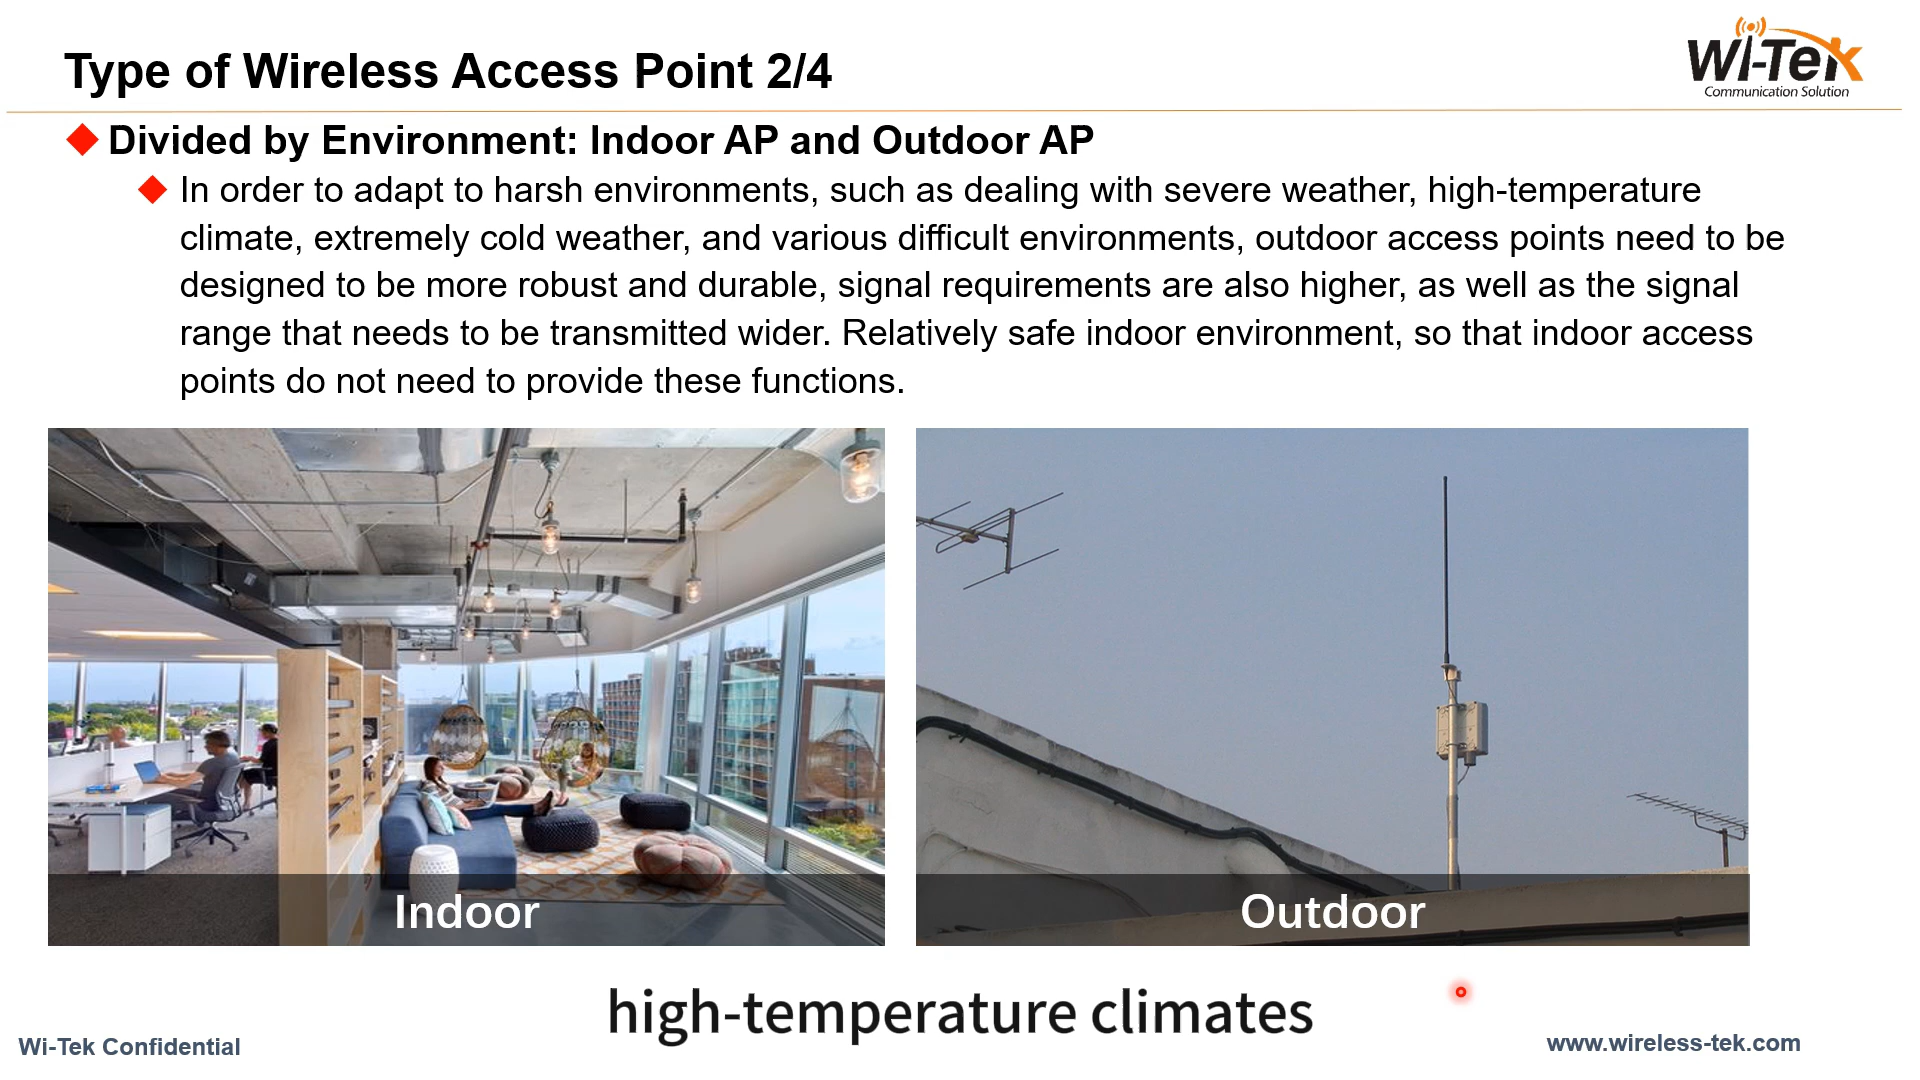 Type of Wireless Access Point 2/4
Wi-Tek
Communication Solution
Divided by Environment: Indoor AP and Outdoor AP
In order to adapt to harsh environments, such as dealing with severe weather, high-temperature
climate, extremely cold weather, and various difficult environments, outdoor access points need to be
designed to be more robust and durable, signal requirements are also higher, as well as the signal
range that needs to be transmitted wider. Relatively safe indoor environment, so that indoor access
points do not need to provide these functions.
Indoor
Outdoor
high-temperature climates
Wi-Tek Confidential
www.wireless-tek.com